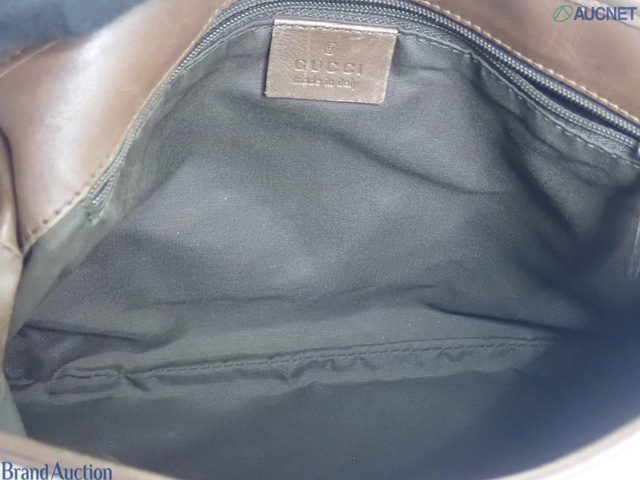 AUCNET
®
GUCCI
made in italy
Brand Auction